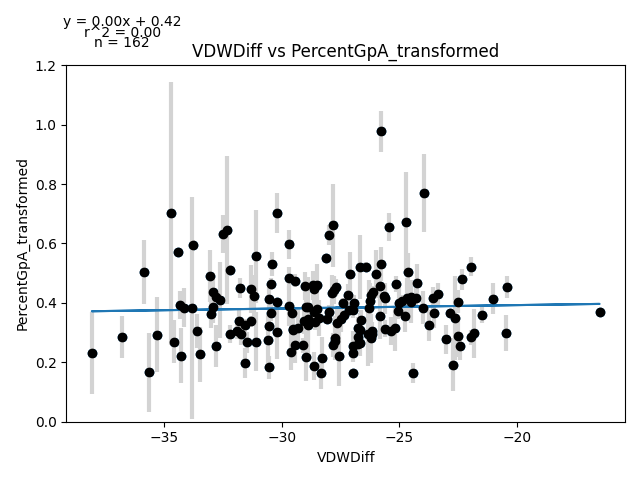 y = 0.00x + 0.42
r^2 = 0.00
n = 162
VDWDiff vs PercentGpA_transformed
1.2
1.0
0.8
0.6
0.4
0.2
0.0
PercentGpA_transformed
−35
−30
−25
−20
VDWDiff